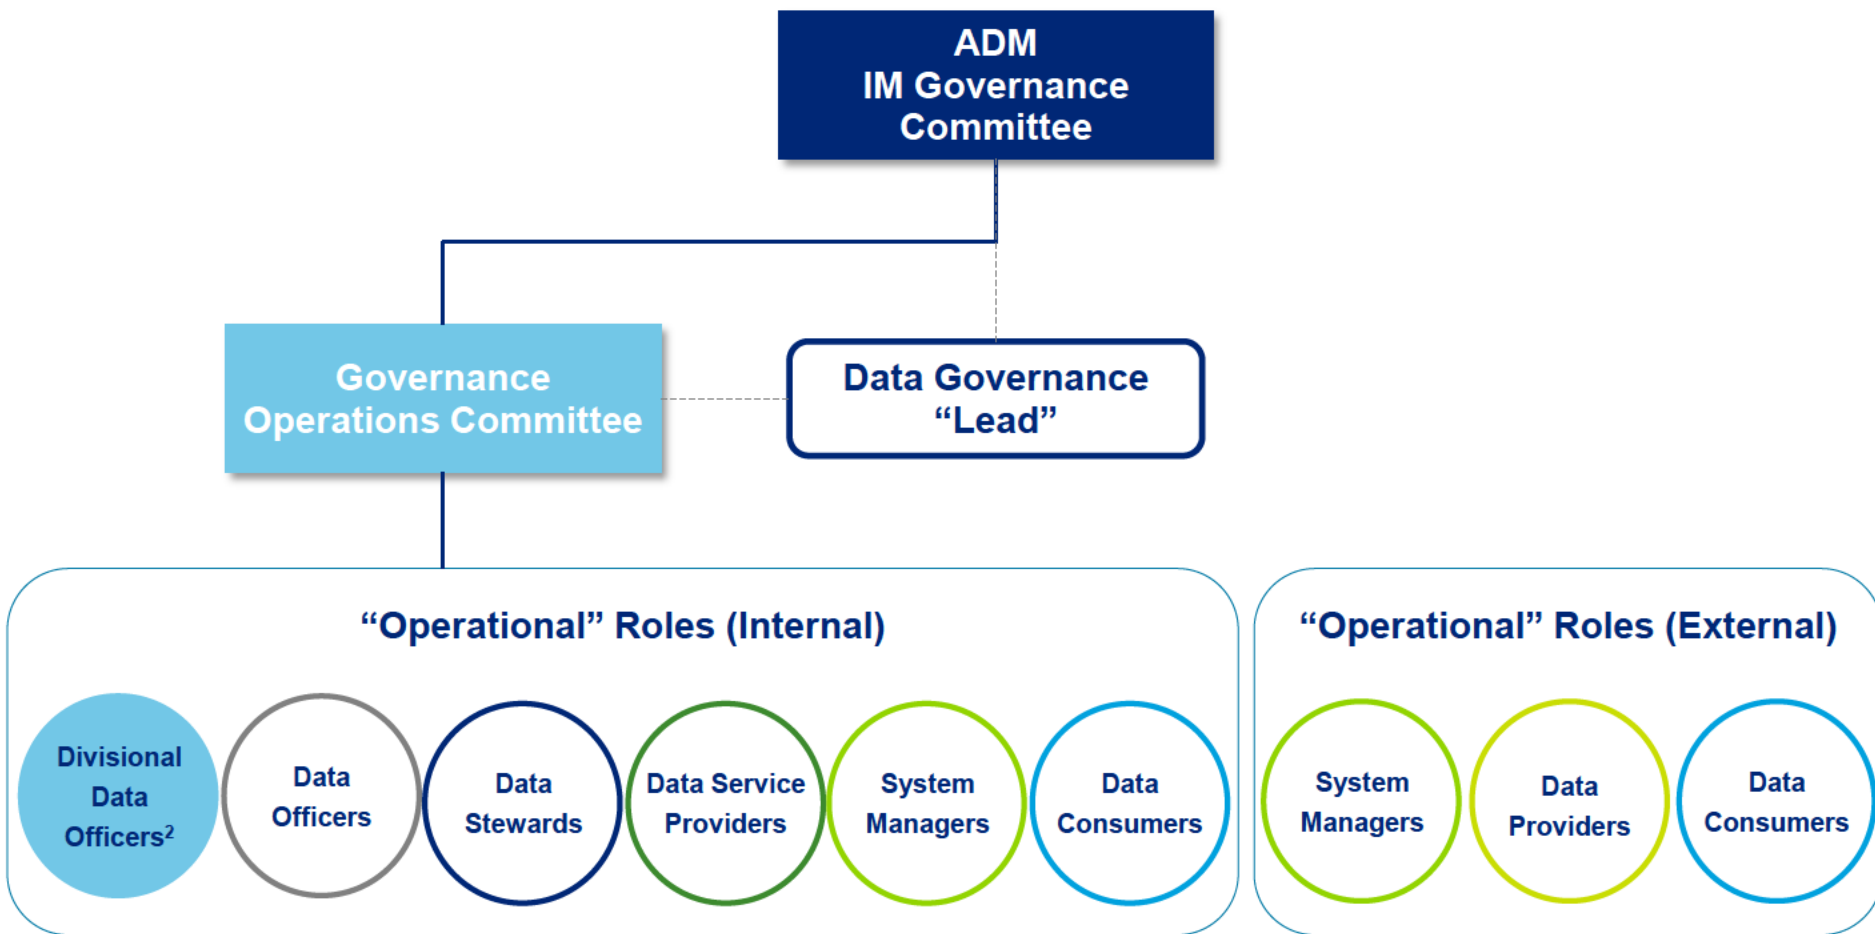 ADM
IM Governance
Committee
Governance
Operations Committee
Data Governance
“Lead”
“Operational” Roles (Internal)
Divisional
Data
Officers²
Data
Officers
Data
Stewards
Data Service
Providers
System
Managers
Data
Consumers
“Operational” Roles (External)
System
Managers
Data
Providers
Data
Consumers